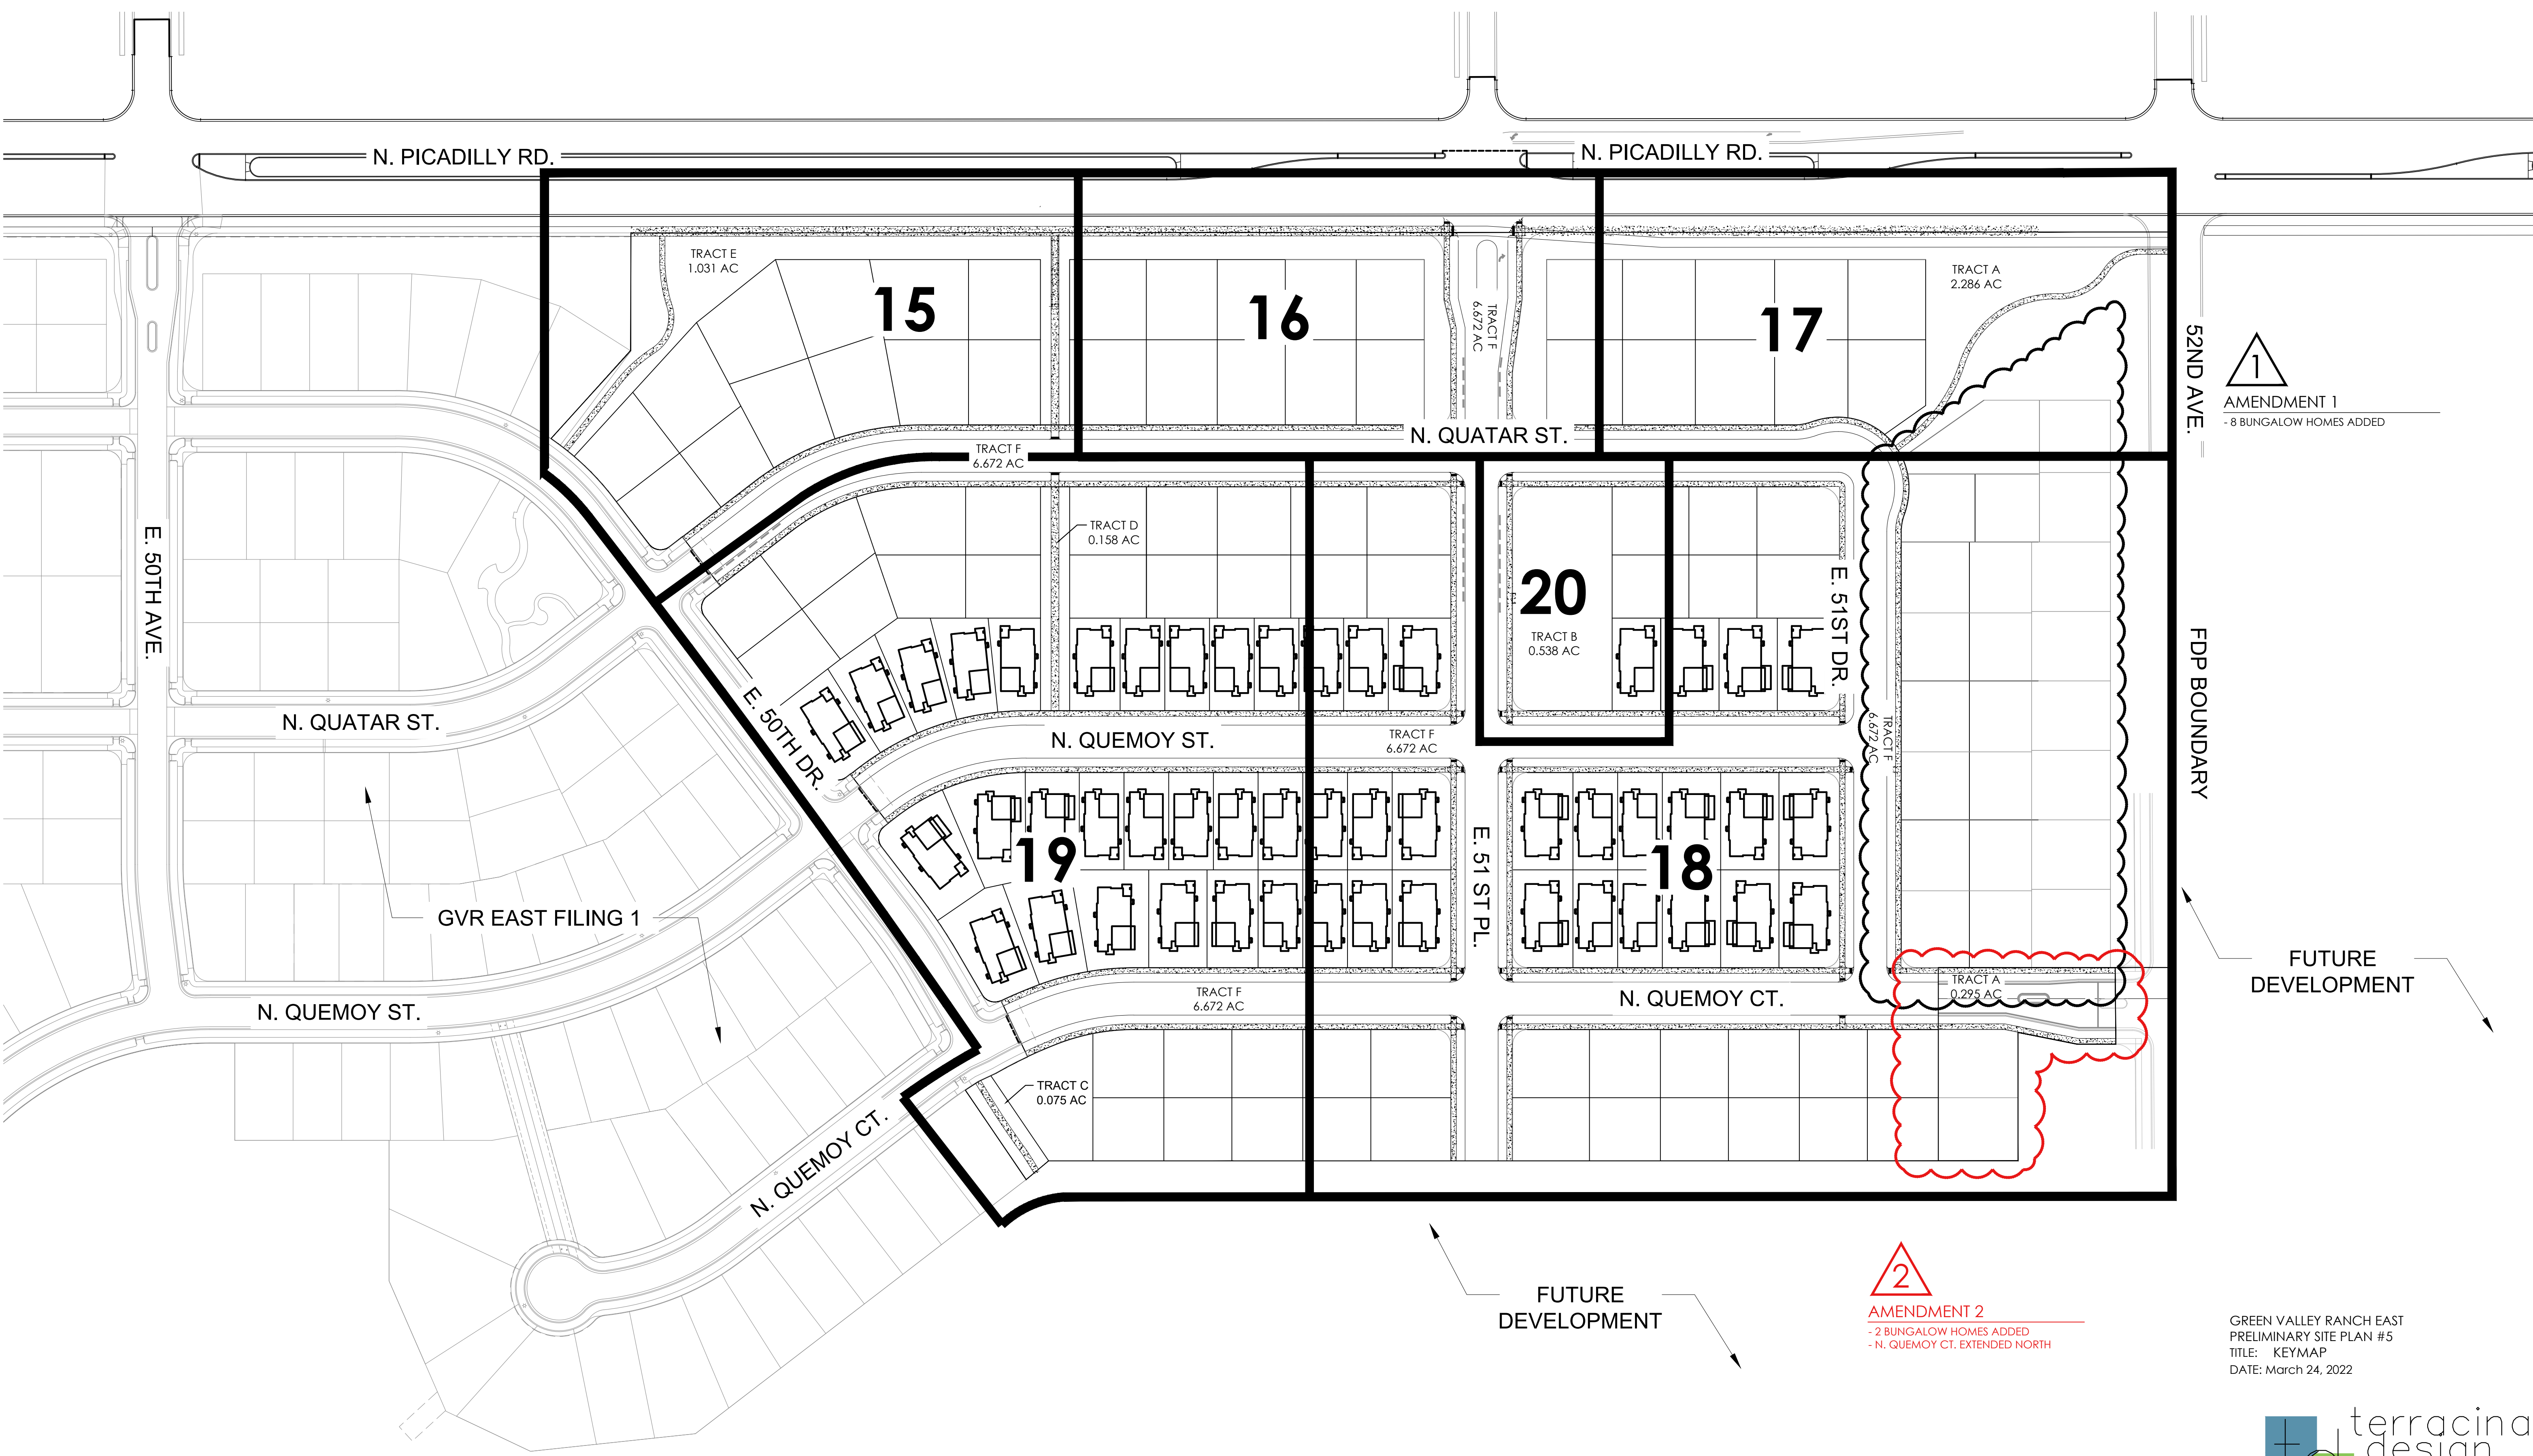 N. PICADILLY RD.
N. PICADILLY RD.
TRACT E
1.031 AC
15
16
TRACT F
6.672 AC
17
TRACT A
2.286 AC
52ND AVE.
1
AMENDMENT 1
- 8 BUNGALOW HOMES ADDED
N. QUATAR ST.
TRACT F
6.672 AC
E. 50TH AVE.
TRACT D
0.158 AC
20
TRACT B
0.538 AC
E. 51ST DR.
FDP BOUNDARY
N. QUATAR ST.
E. 50TH DR.
N. QUEMOY ST.
TRACT F
6.672 AC
TRACT F
6.672 AC
19
E. 51 ST PL.
18
GVR EAST FILING 1
N. QUEMOY ST.
TRACT F
6.672 AC
N. QUEMOY CT.
TRACT A
0.295 AC
FUTURE
DEVELOPMENT
TRACT C
0.075 AC
N. QUEMOY CT.
FUTURE
DEVELOPMENT
2
AMENDMENT 2
- 2 BUNGALOW HOMES ADDED
- N. QUEMOY CT. EXTENDED NORTH
GREEN VALLEY RANCH EAST
PRELIMINARY SITE PLAN #5
TITLE: KEYMAP
DATE: March 24, 2022
terracina
design